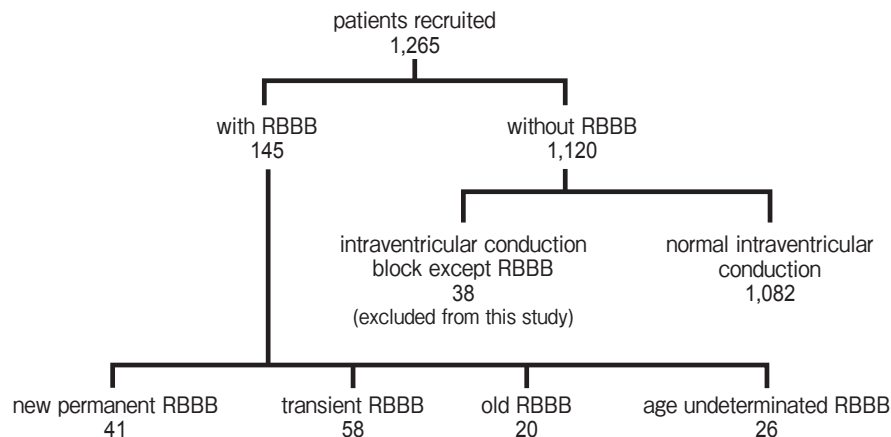 patients recruited
1,265
with RBBB
145
without RBBB
1,120
intraventricular conduction
block except RBBB
38
(excluded from this study)
normal intraventricular
conduction
1,082
new permanent RBBB
41
transient RBBB
58
old RBBB
20
age undeterminated RBBB
26